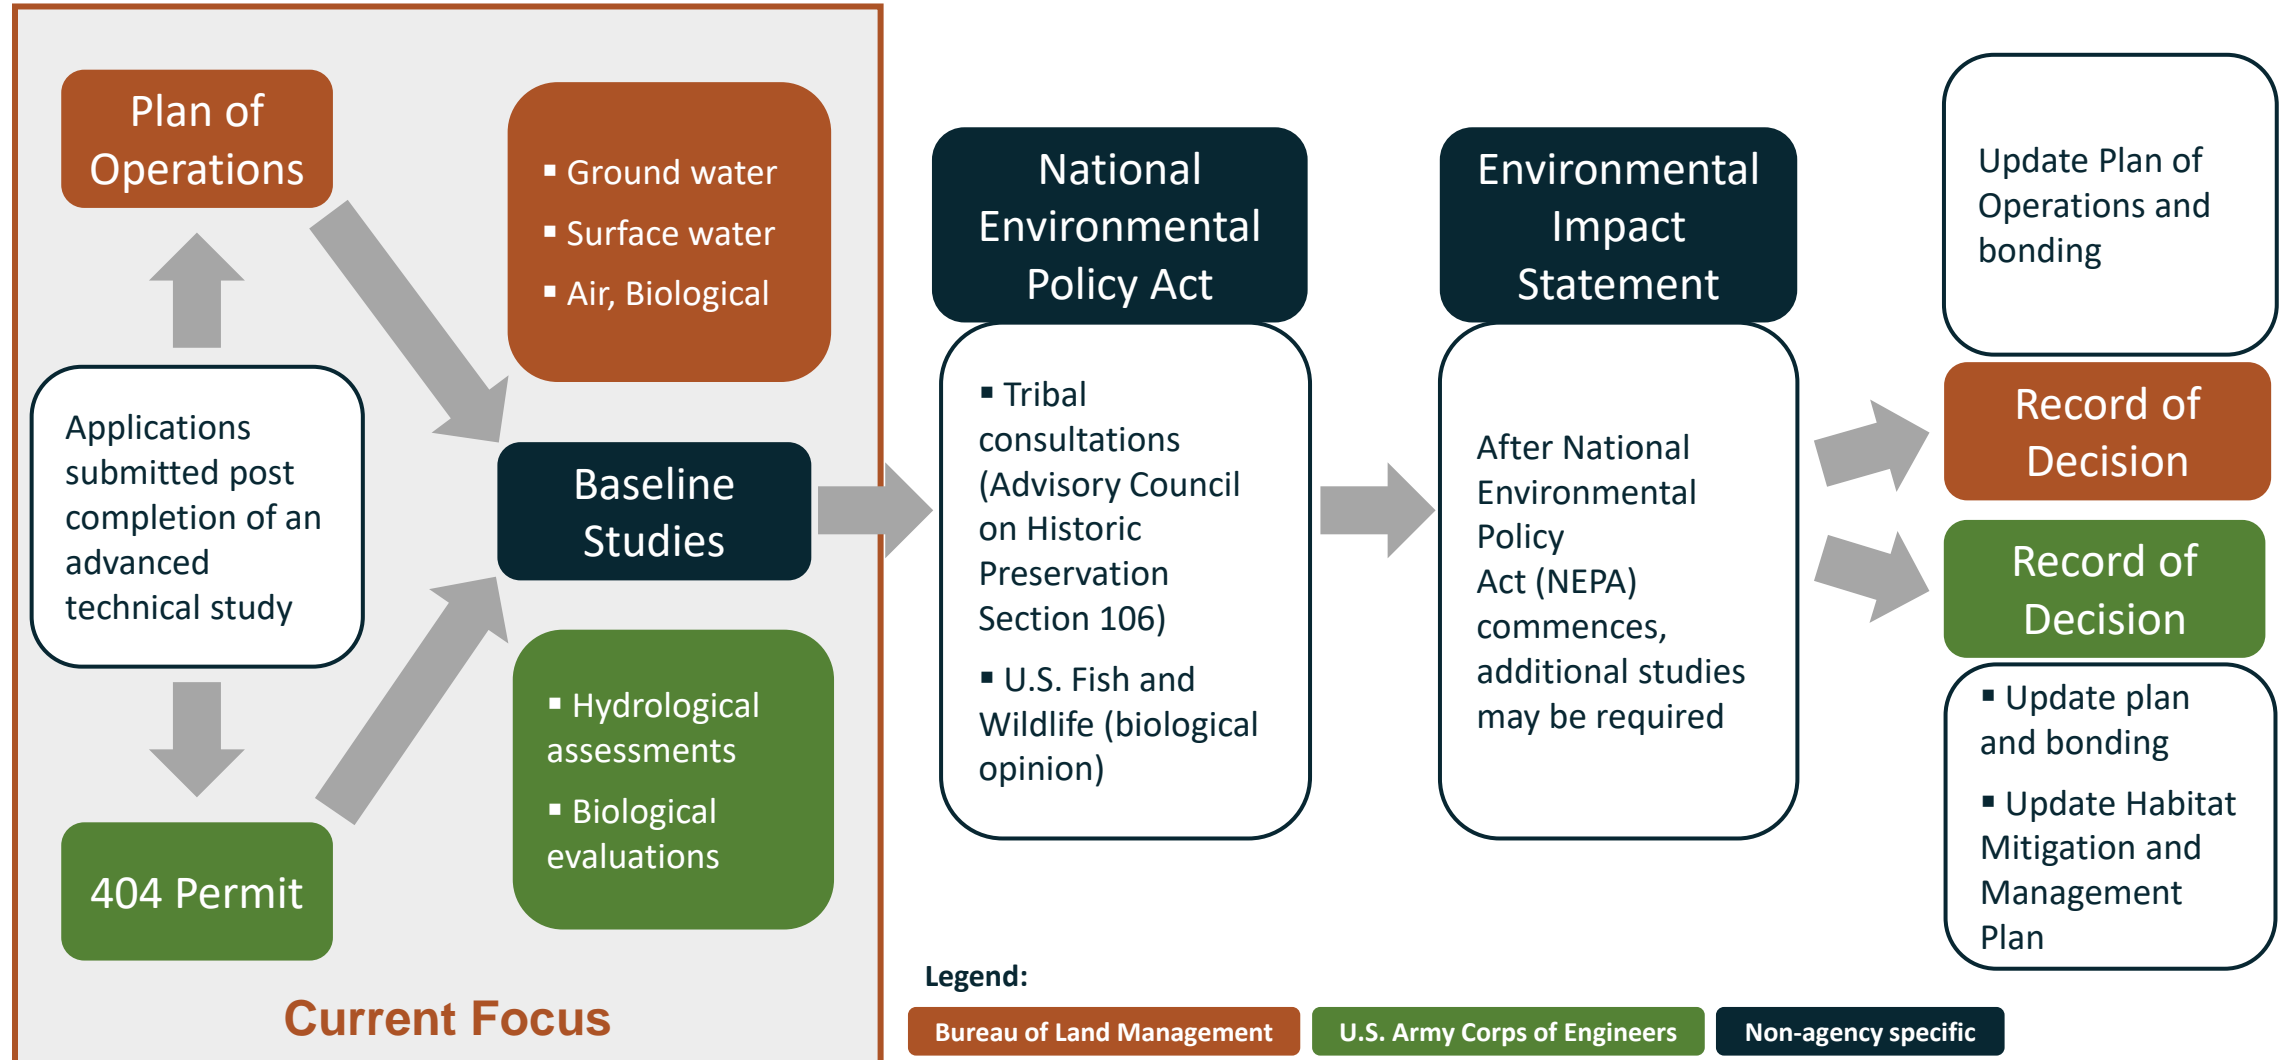 Plan of
Operations
Applications
submitted post
completion of an
advanced
technical study
404 Permit
▪ Ground water
▪ Surface water
▪ Air, Biological
Baseline
Studies
▪ Hydrological
assessments
▪ Biological
evaluations
Current Focus
National
Environmental
Policy Act
▪ Tribal
consultations
(Advisory Council
on Historic
Preservation
Section 106)
▪ U.S. Fish and
Wildlife (biological
opinion)
Environmental
Impact
Statement
After National
Environmental
Policy
Act (NEPA)
commences,
additional studies
may be required
Update Plan of
Operations and
bonding
Record of
Decision
Record of
Decision
▪ Update plan
and bonding
▪ Update Habitat
Mitigation and
Management
Plan
Legend:
Bureau of Land Management
U.S. Army Corps of Engineers
Non-agency specific